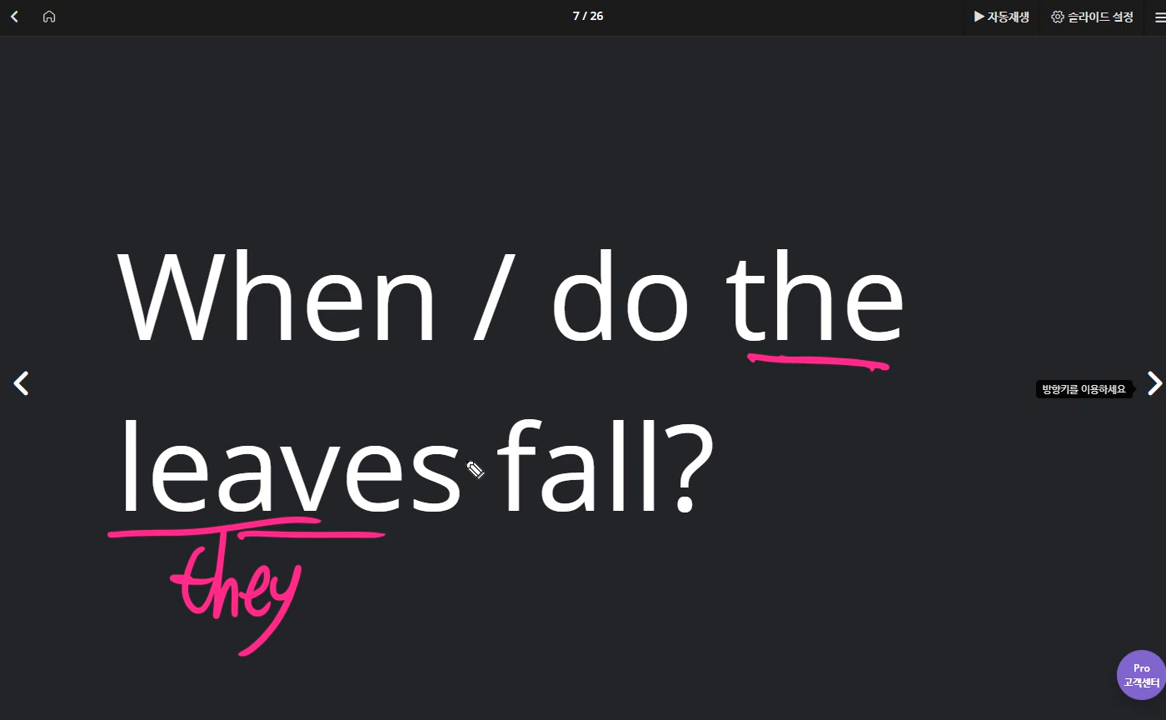 7 / 26
▶ 자동재생
슬라이드 설정
When / do the
방향키를 이용하세요
leaves fall?
they
Pro
고객센터